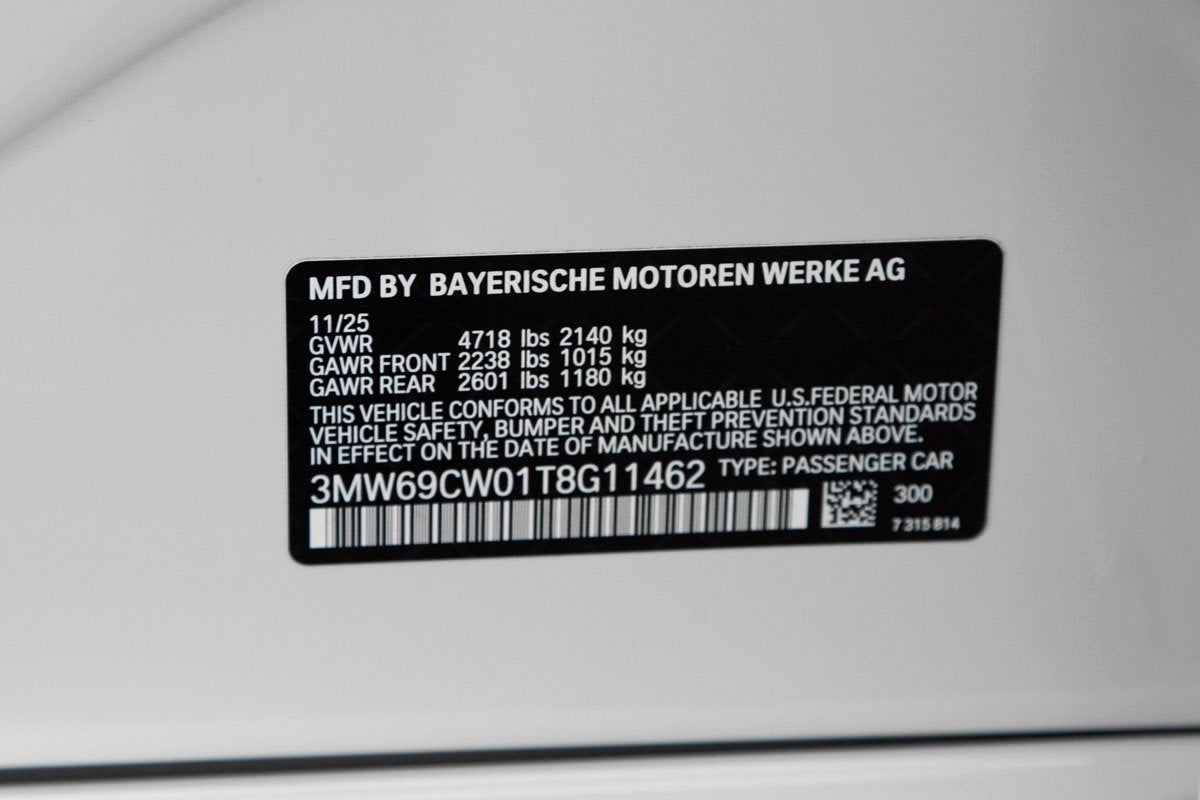 MFD BY BAYERISCHE MOTOREN WERKE AG
11/25
GVWR 4718 lbs 2140 kg
GAWR FRONT 2238 lbs 1015 kg
GAWR REAR 2601 lbs 1180 kg
THIS VEHICLE CONFORMS TO ALL APPLICABLE U.S.FEDERAL MOTOR
VEHICLE SAFETY, BUMPER AND THEFT PREVENTION STANDARDS
IN EFFECT ON THE DATE OF MANUFACTURE SHOWN ABOVE.
3MW69CW01T8G11462 TYPE: PASSENGER CAR
300
7 315 814